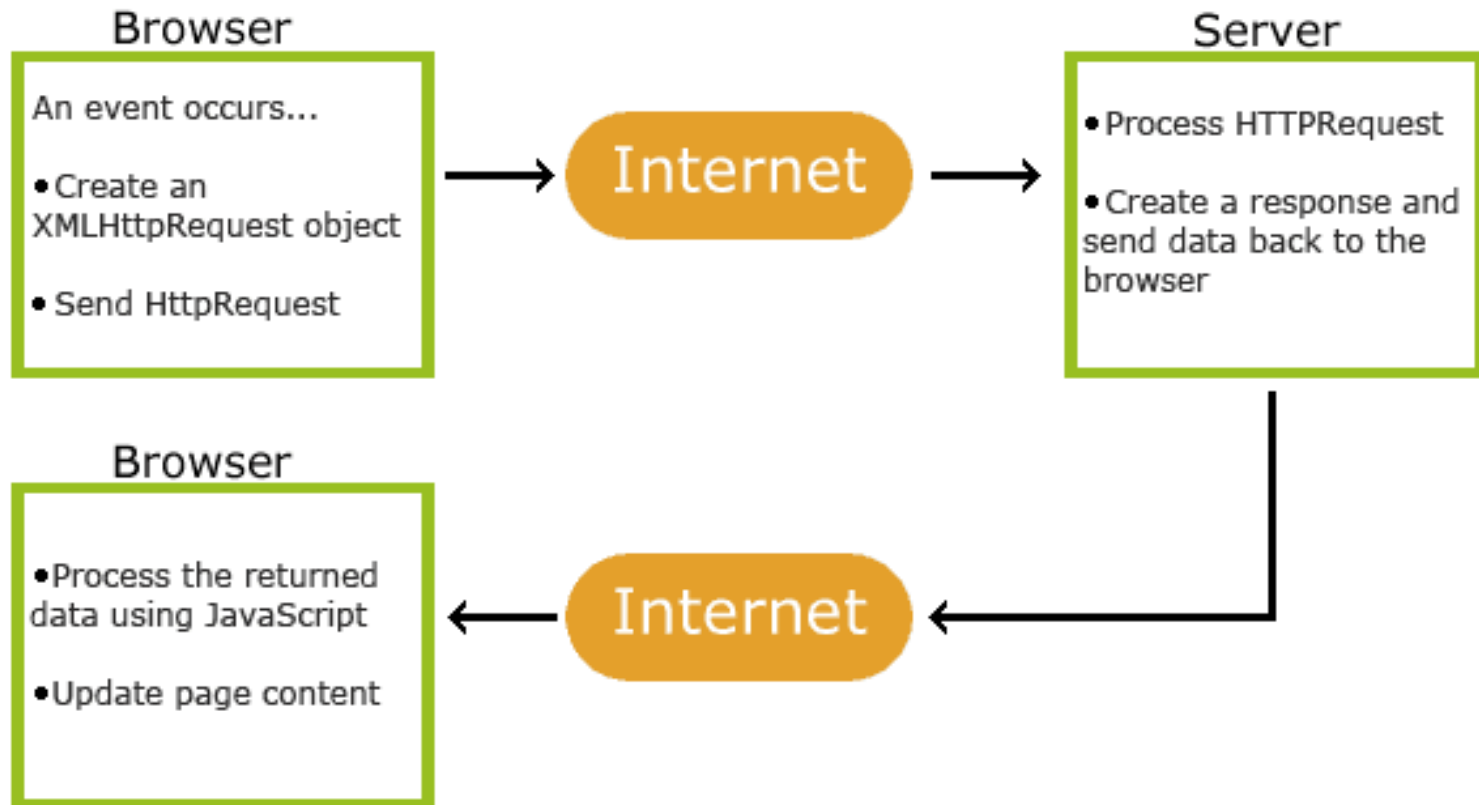 Browser
An event occurs...
•Create an
XMLHttpRequest object
• Send HttpRequest
Internet
Server
•Process HTTPRequest
•Create a response and
send data back to the
browser
Browser
•Process the returned
data using JavaScript
•Update page content
Internet